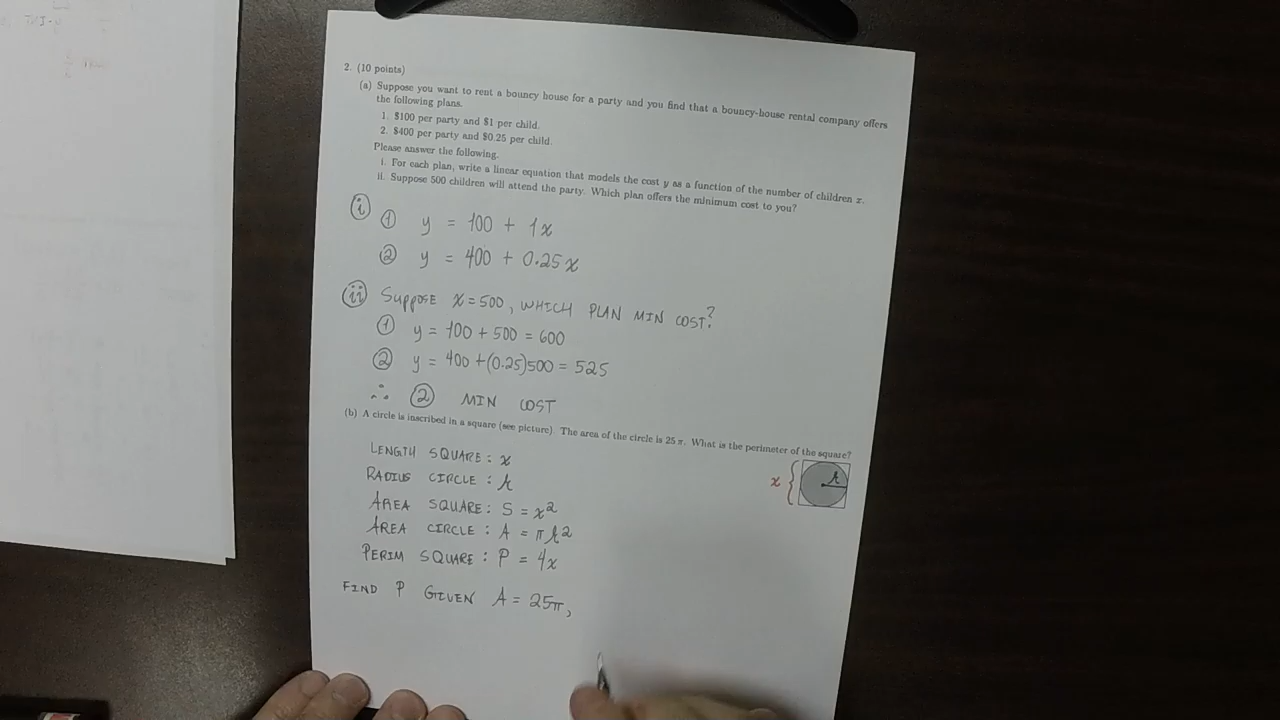 2. (10 points)
(a) Suppose you want to rent a bouncy house for a party and you find that a bouncy-house rental company offers
the following plans.
1. $100 per party and $1 per child.
2. $400 per party and $0.25 per child.
Please answer the following.
i. For each plan, write a linear equation that models the cost y as a function of the number of children x.
ii. Suppose 500 children will attend the party. Which plan offers the minimum cost to you?
(i) ① y = 100 + 1x
② y = 400 + 0.25x
(ii) SUPPOSE x = 500, WHICH PLAN MIN COST?
① y = 100 + 500 = 600
② y = 400 + (0.25)500 = 525
∴ ② MIN COST
(b) A circle is inscribed in a square (see picture). The area of the circle is 25 π. What is the perimeter of the square?
LENGTH SQUARE: x
RADIUS CIRCLE: r
x { r
AREA SQUARE: S = x²
AREA CIRCLE: A = πr²
PERIM SQUARE: P = 4x
FIND P GIVEN A = 25π,